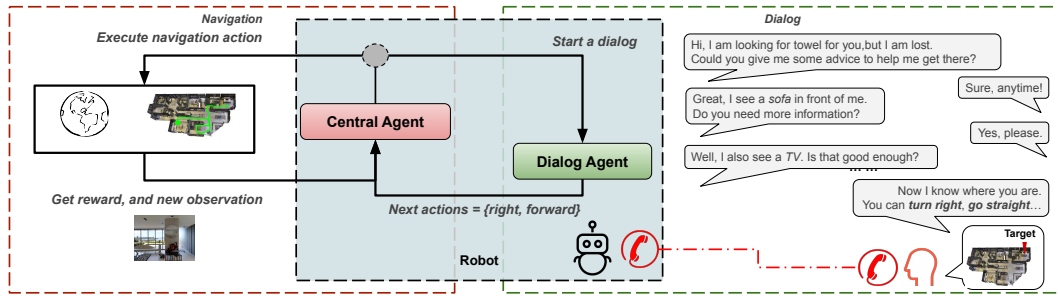 Navigation
Execute navigation action
Get reward, and new observation
Central Agent
Start a dialog
Dialog Agent
Next actions = {right, forward}
Robot
Dialog
Hi, I am looking for towel for you,but I am lost.
Could you give me some advice to help me get there?
Sure, anytime!
Great, I see a sofa in front of me.
Do you need more information?
Yes, please.
Well, I also see a TV. Is that good enough?
... ...
Now I know where you are.
You can turn right, go straight…
Target